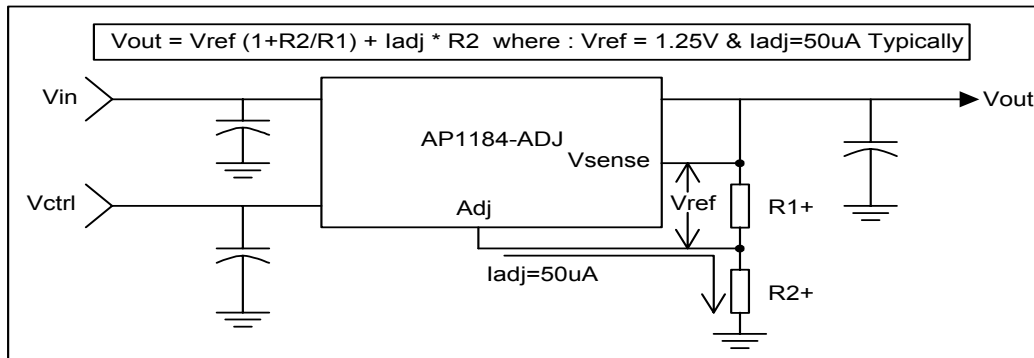 Vout = Vref (1+R2/R1) + Iadj * R2 where : Vref = 1.25V & Iadj=50uA Typically
Vin
Vout
AP1184-ADJ
Vsense
Vctrl
Adj
Vref
R1+
Iadj=50uA
R2+